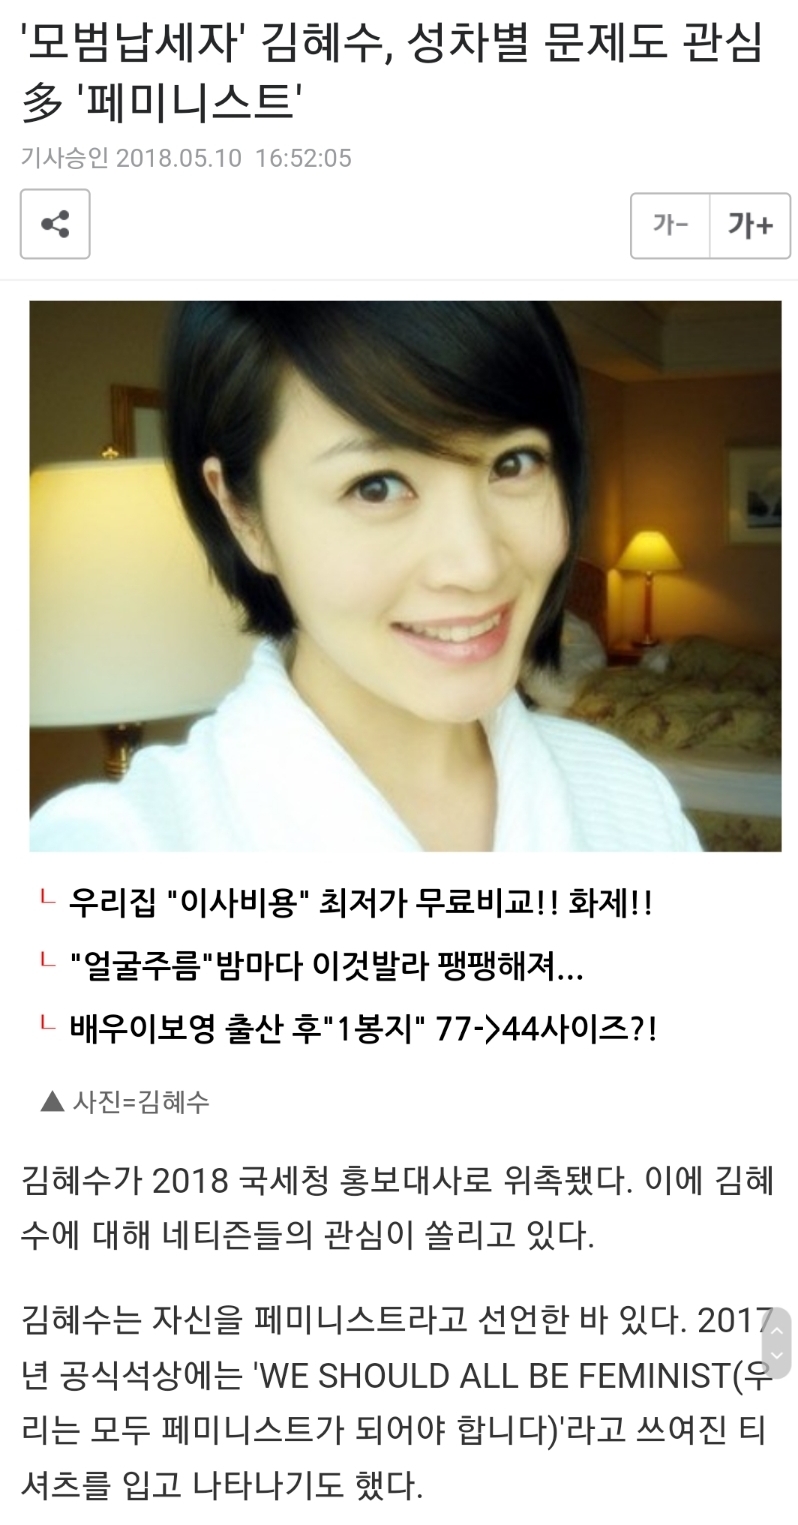 '모범납세자' 김혜수, 성차별 문제도 관심
多 '페미니스트'
기사승인 2018.05.10 16:52:05
가- 가+
ㄴ 우리집 "이사비용" 최저가 무료비교!! 화제!!
ㄴ "얼굴주름"밤마다 이것발라 팽팽해져...
ㄴ 배우이보영 출산 후"1봉지" 77->44사이즈?!
▲ 사진=김혜수
김혜수가 2018 국세청 홍보대사로 위촉됐다. 이에 김혜
수에 대해 네티즌들의 관심이 쏠리고 있다.
김혜수는 자신을 페미니스트라고 선언한 바 있다. 2017
년 공식석상에는 'WE SHOULD ALL BE FEMINIST(우
리는 모두 페미니스트가 되어야 합니다)'라고 쓰여진 티
셔츠를 입고 나타나기도 했다.